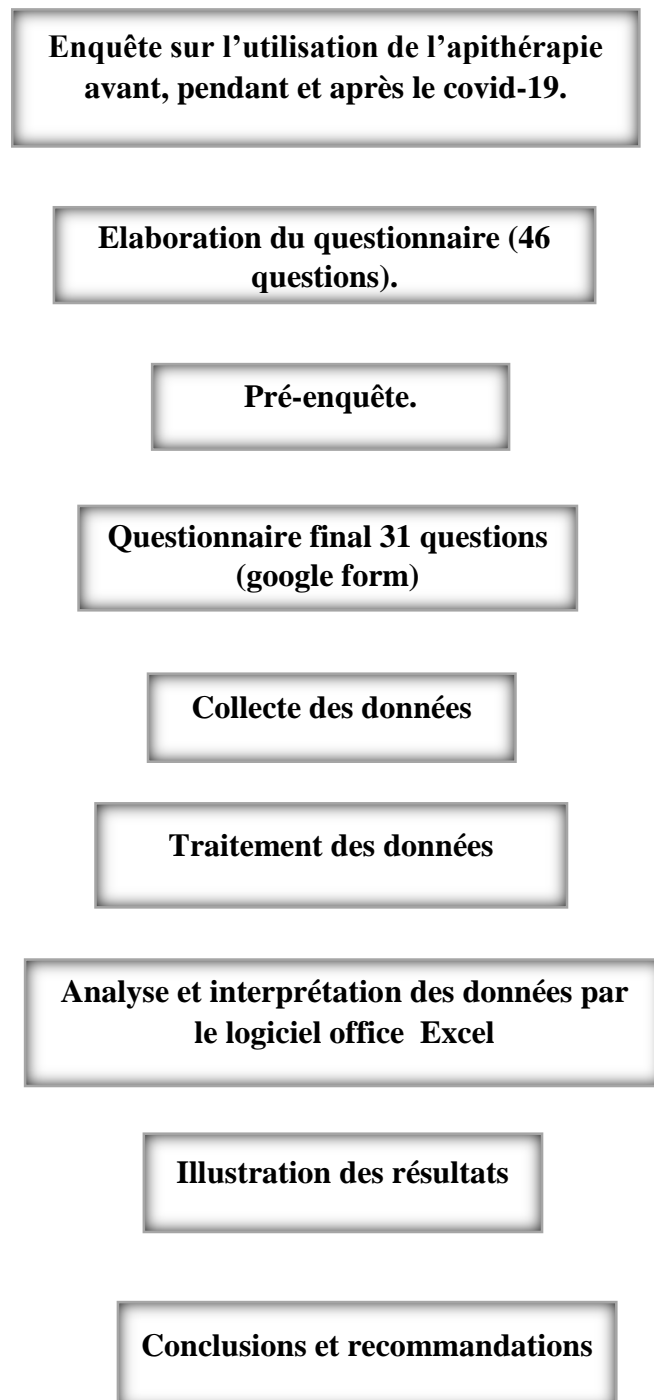 Enquête sur l’utilisation de l’apithérapie
avant, pendant et après le covid-19.
Elaboration du questionnaire (46
questions).
Pré-enquête.
Questionnaire final 31 questions
(google form)
Collecte des données
Traitement des données
Analyse et interprétation des données par
le logiciel office  Excel
Illustration des résultats
Conclusions et recommandations